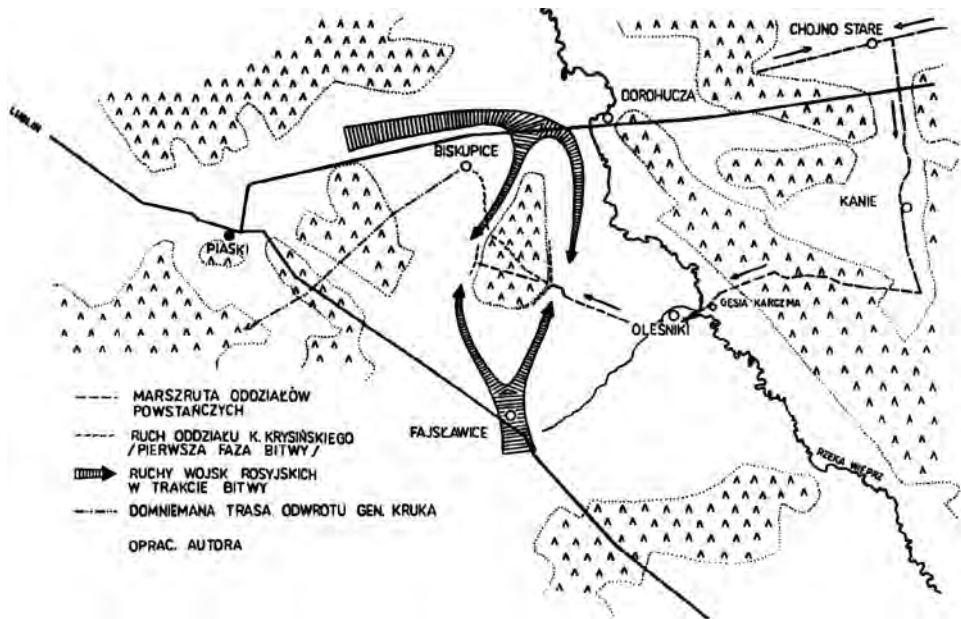 CHOJNO STARE
DOROHUCZA
LUBLIN
BISKUPICE
KANIE
PIASKI
GĘSIA KARCZMA
OLEŚNIKI
FAJSŁAWICE
RZEKA WIEPRZ
MARSZRUTA ODDZIAŁÓW
POWSTAŃCZYCH
RUCH ODDZIAŁU K. KRYSIŃSKIEGO
/PIERWSZA FAZA BITWY/
RUCHY WOJSK ROSYJSKICH
W TRAKCIE BITWY
DOMNIEMANA TRASA ODWROTU GEN. KRUKA
OPRAC. AUTORA